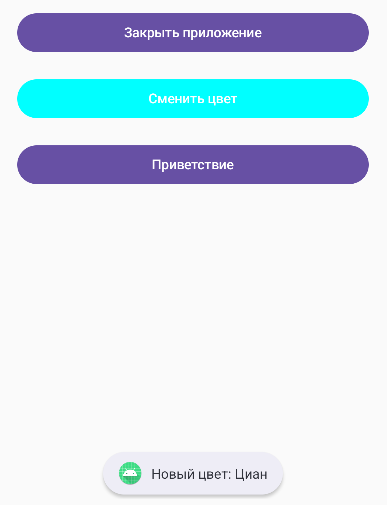 Закрыть приложение
Сменить цвет
Приветствие
Новый цвет: Циан